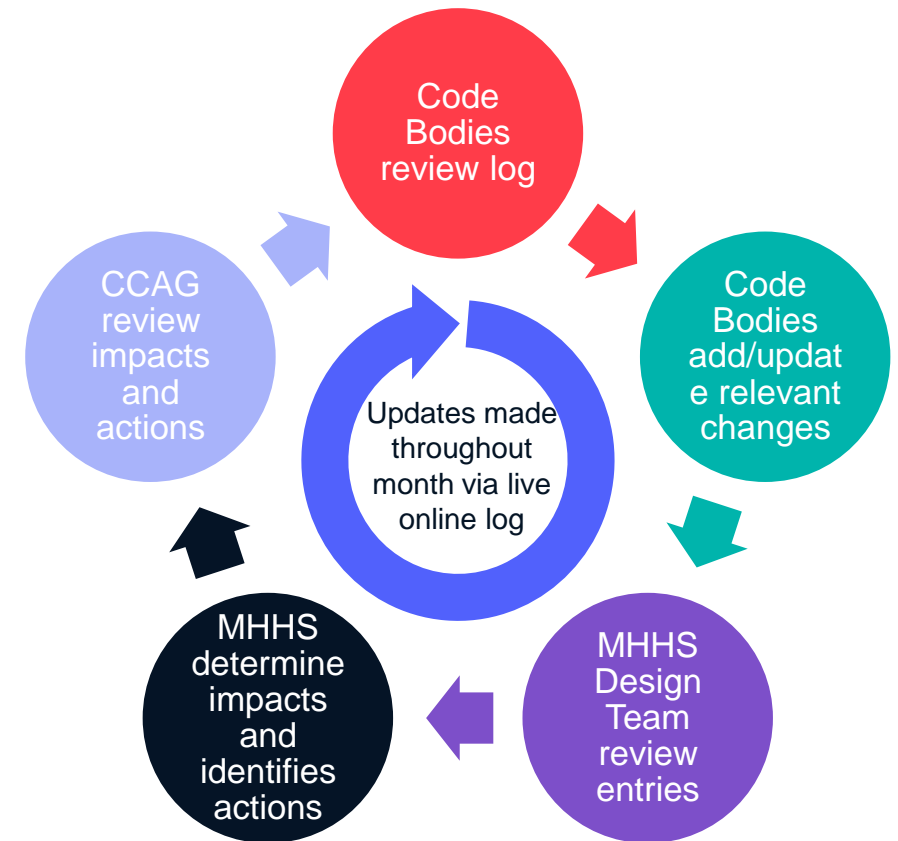 Code
Bodies
review log
Code
Bodies
add/updat
e relevant
changes
MHHS
Design
Team
review
entries
MHHS
determine
impacts
and
identifies
actions
CCAG
review
impacts
and
actions
Updates made
throughout
month via live
online log